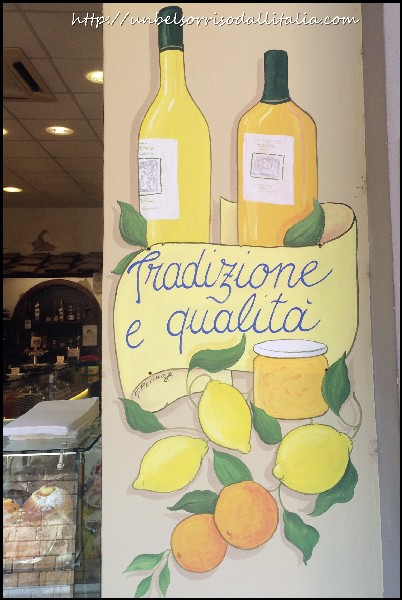 http://unbelsorrisodallitalia.com/
Tradizione
e qualità